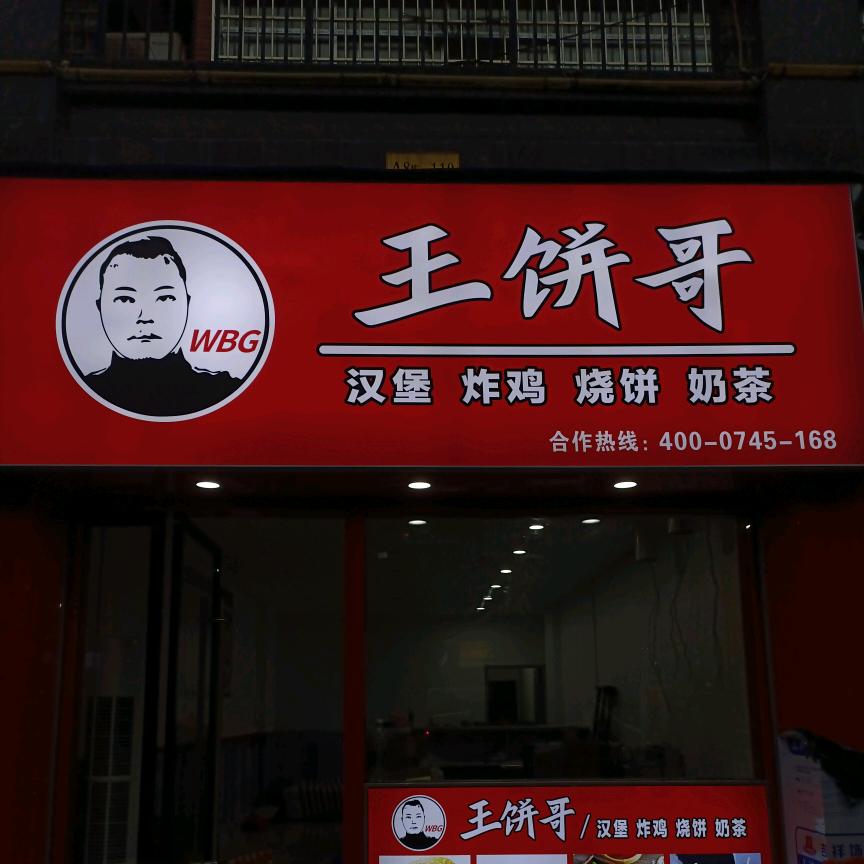 WBG
王饼哥
汉堡 炸鸡 烧饼 奶茶
合作热线：400-0745-168
WBG
王饼哥/汉堡 炸鸡 烧饼 奶茶